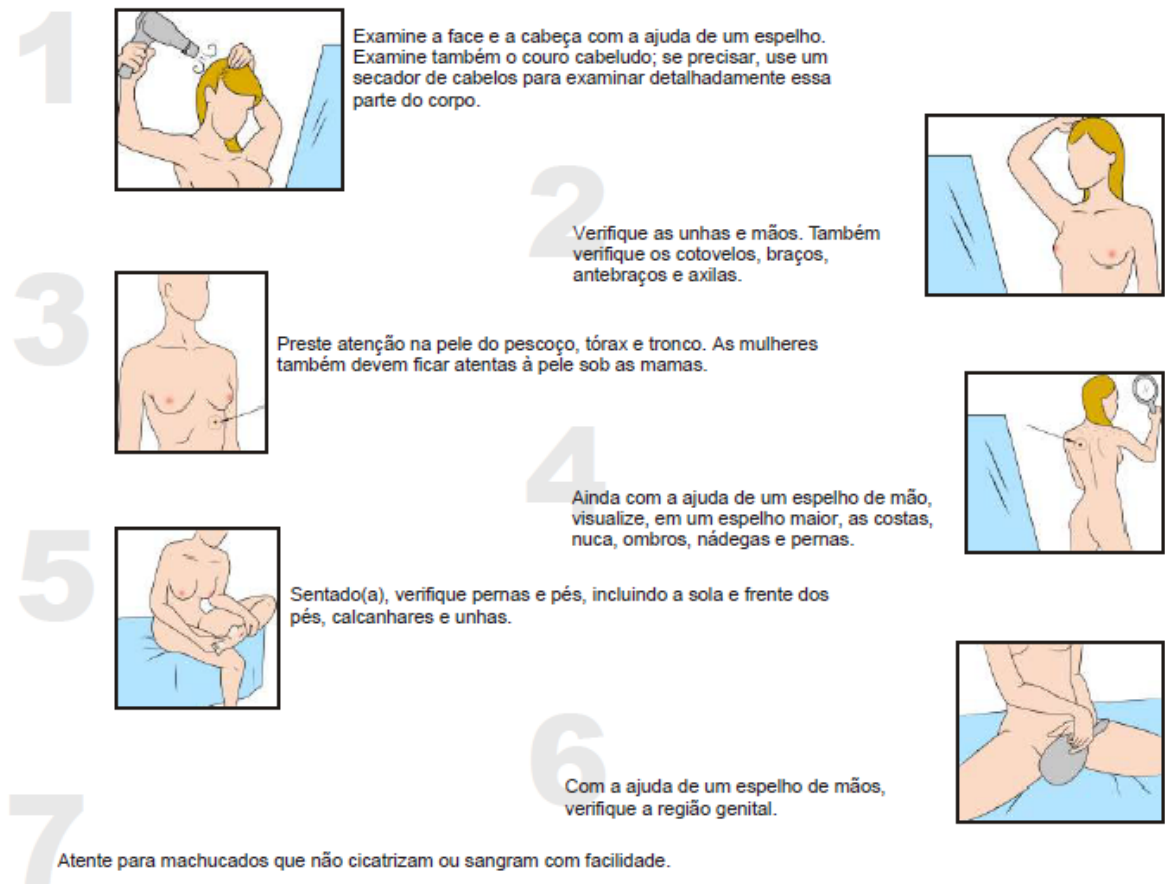 1
Examine a face e a cabeça com a ajuda de um espelho.
Examine também o couro cabeludo; se precisar, use um
secador de cabelos para examinar detalhadamente essa
parte do corpo.
2
Verifique as unhas e mãos. Também
verifique os cotovelos, braços,
antebraços e axilas.
3
Preste atenção na pele do pescoço, tórax e tronco. As mulheres
também devem ficar atentas à pele sob as mamas.
4
Ainda com a ajuda de um espelho de mão,
visualize, em um espelho maior, as costas,
nuca, ombros, nádegas e pernas.
5
Sentado(a), verifique pernas e pés, incluindo a sola e frente dos
pés, calcanhares e unhas.
6
Com a ajuda de um espelho de mãos,
verifique a região genital.
7
Atente para machucados que não cicatrizam ou sangram com facilidade.